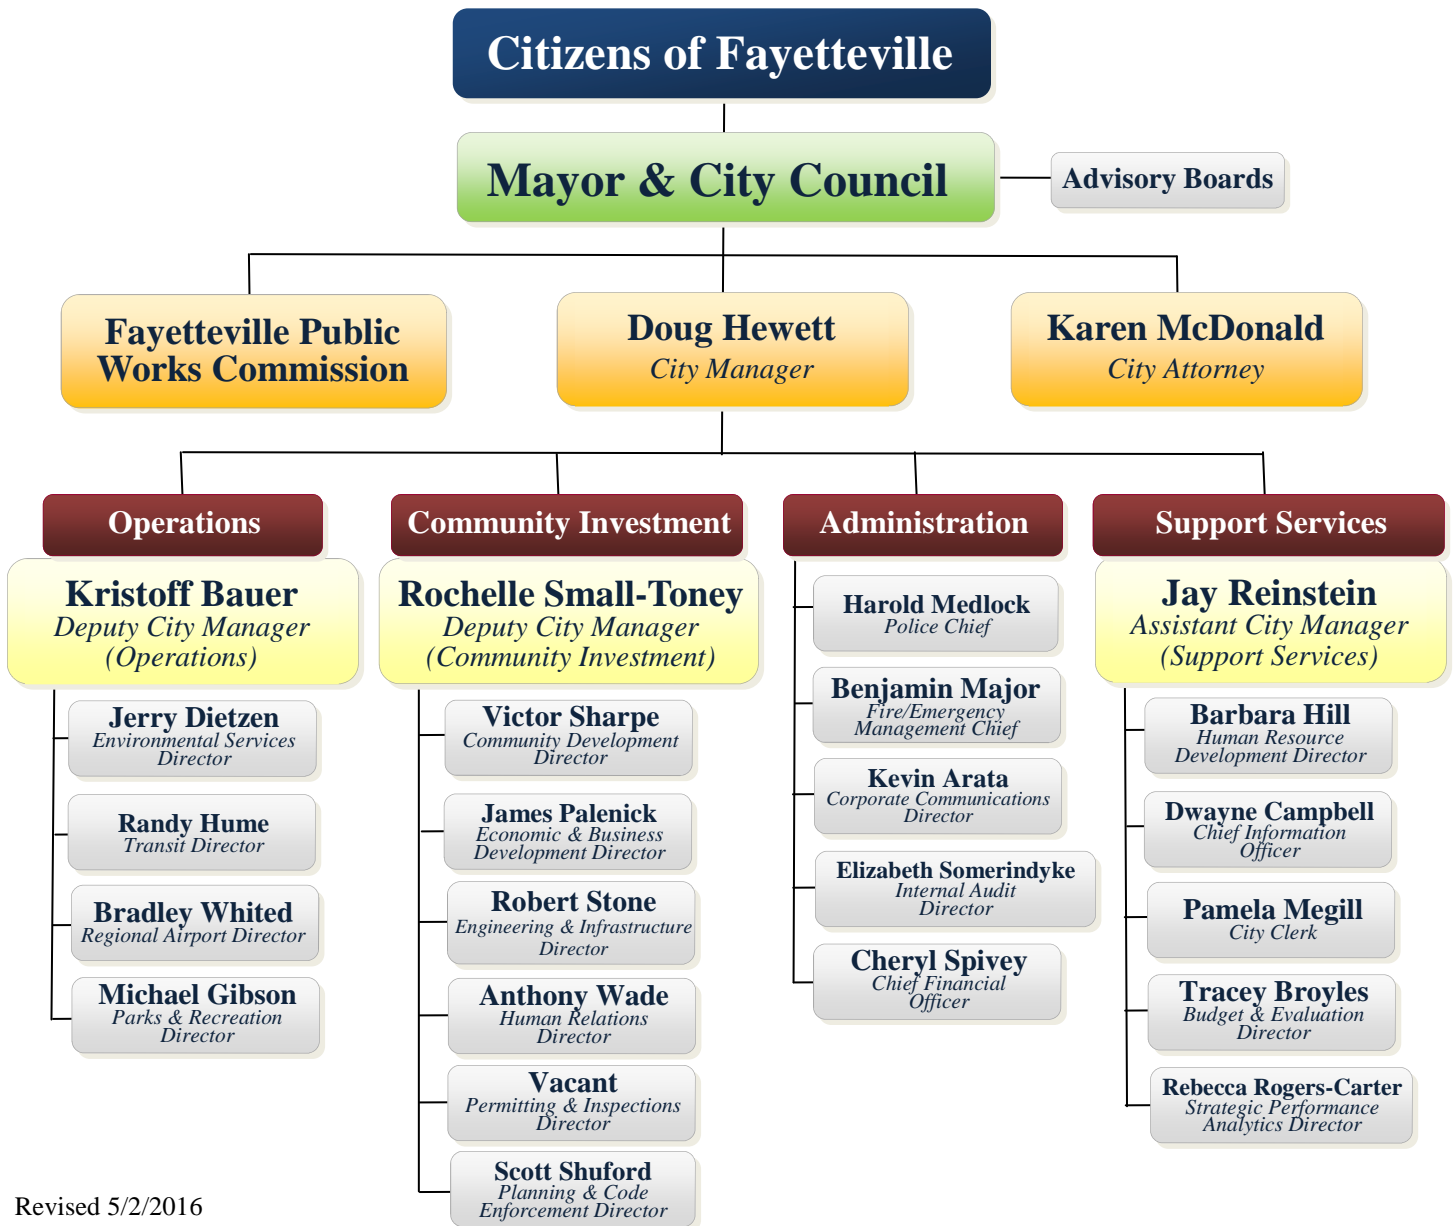 Citizens of Fayetteville
Mayor & City Council
Advisory Boards
Fayetteville Public
Works Commission
Doug Hewett
City Manager
Karen McDonald
City Attorney
Operations
Kristoff Bauer
Deputy City Manager
(Operations)
Jerry Dietzen
Environmental Services
Director
Randy Hume
Transit Director
Bradley Whited
Regional Airport Director
Michael Gibson
Parks & Recreation
Director
Community Investment
Rochelle Small-Toney
Deputy City Manager
(Community Investment)
Victor Sharpe
Community Development
Director
James Palenick
Economic & Business
Development Director
Robert Stone
Engineering & Infrastructure
Director
Anthony Wade
Human Relations
Director
Vacant
Permitting & Inspections
Director
Scott Shuford
Planning & Code
Enforcement Director
Administration
Harold Medlock
Police Chief
Benjamin Major
Fire/Emergency
Management Chief
Kevin Arata
Corporate Communications
Director
Elizabeth Somerindyke
Internal Audit
Director
Cheryl Spivey
Chief Financial
Officer
Support Services
Jay Reinstein
Assistant City Manager
(Support Services)
Barbara Hill
Human Resource
Development Director
Dwayne Campbell
Chief Information
Officer
Pamela Megill
City Clerk
Tracey Broyles
Budget & Evaluation
Director
Rebecca Rogers-Carter
Strategic Performance
Analytics Director
Revised 5/2/2016